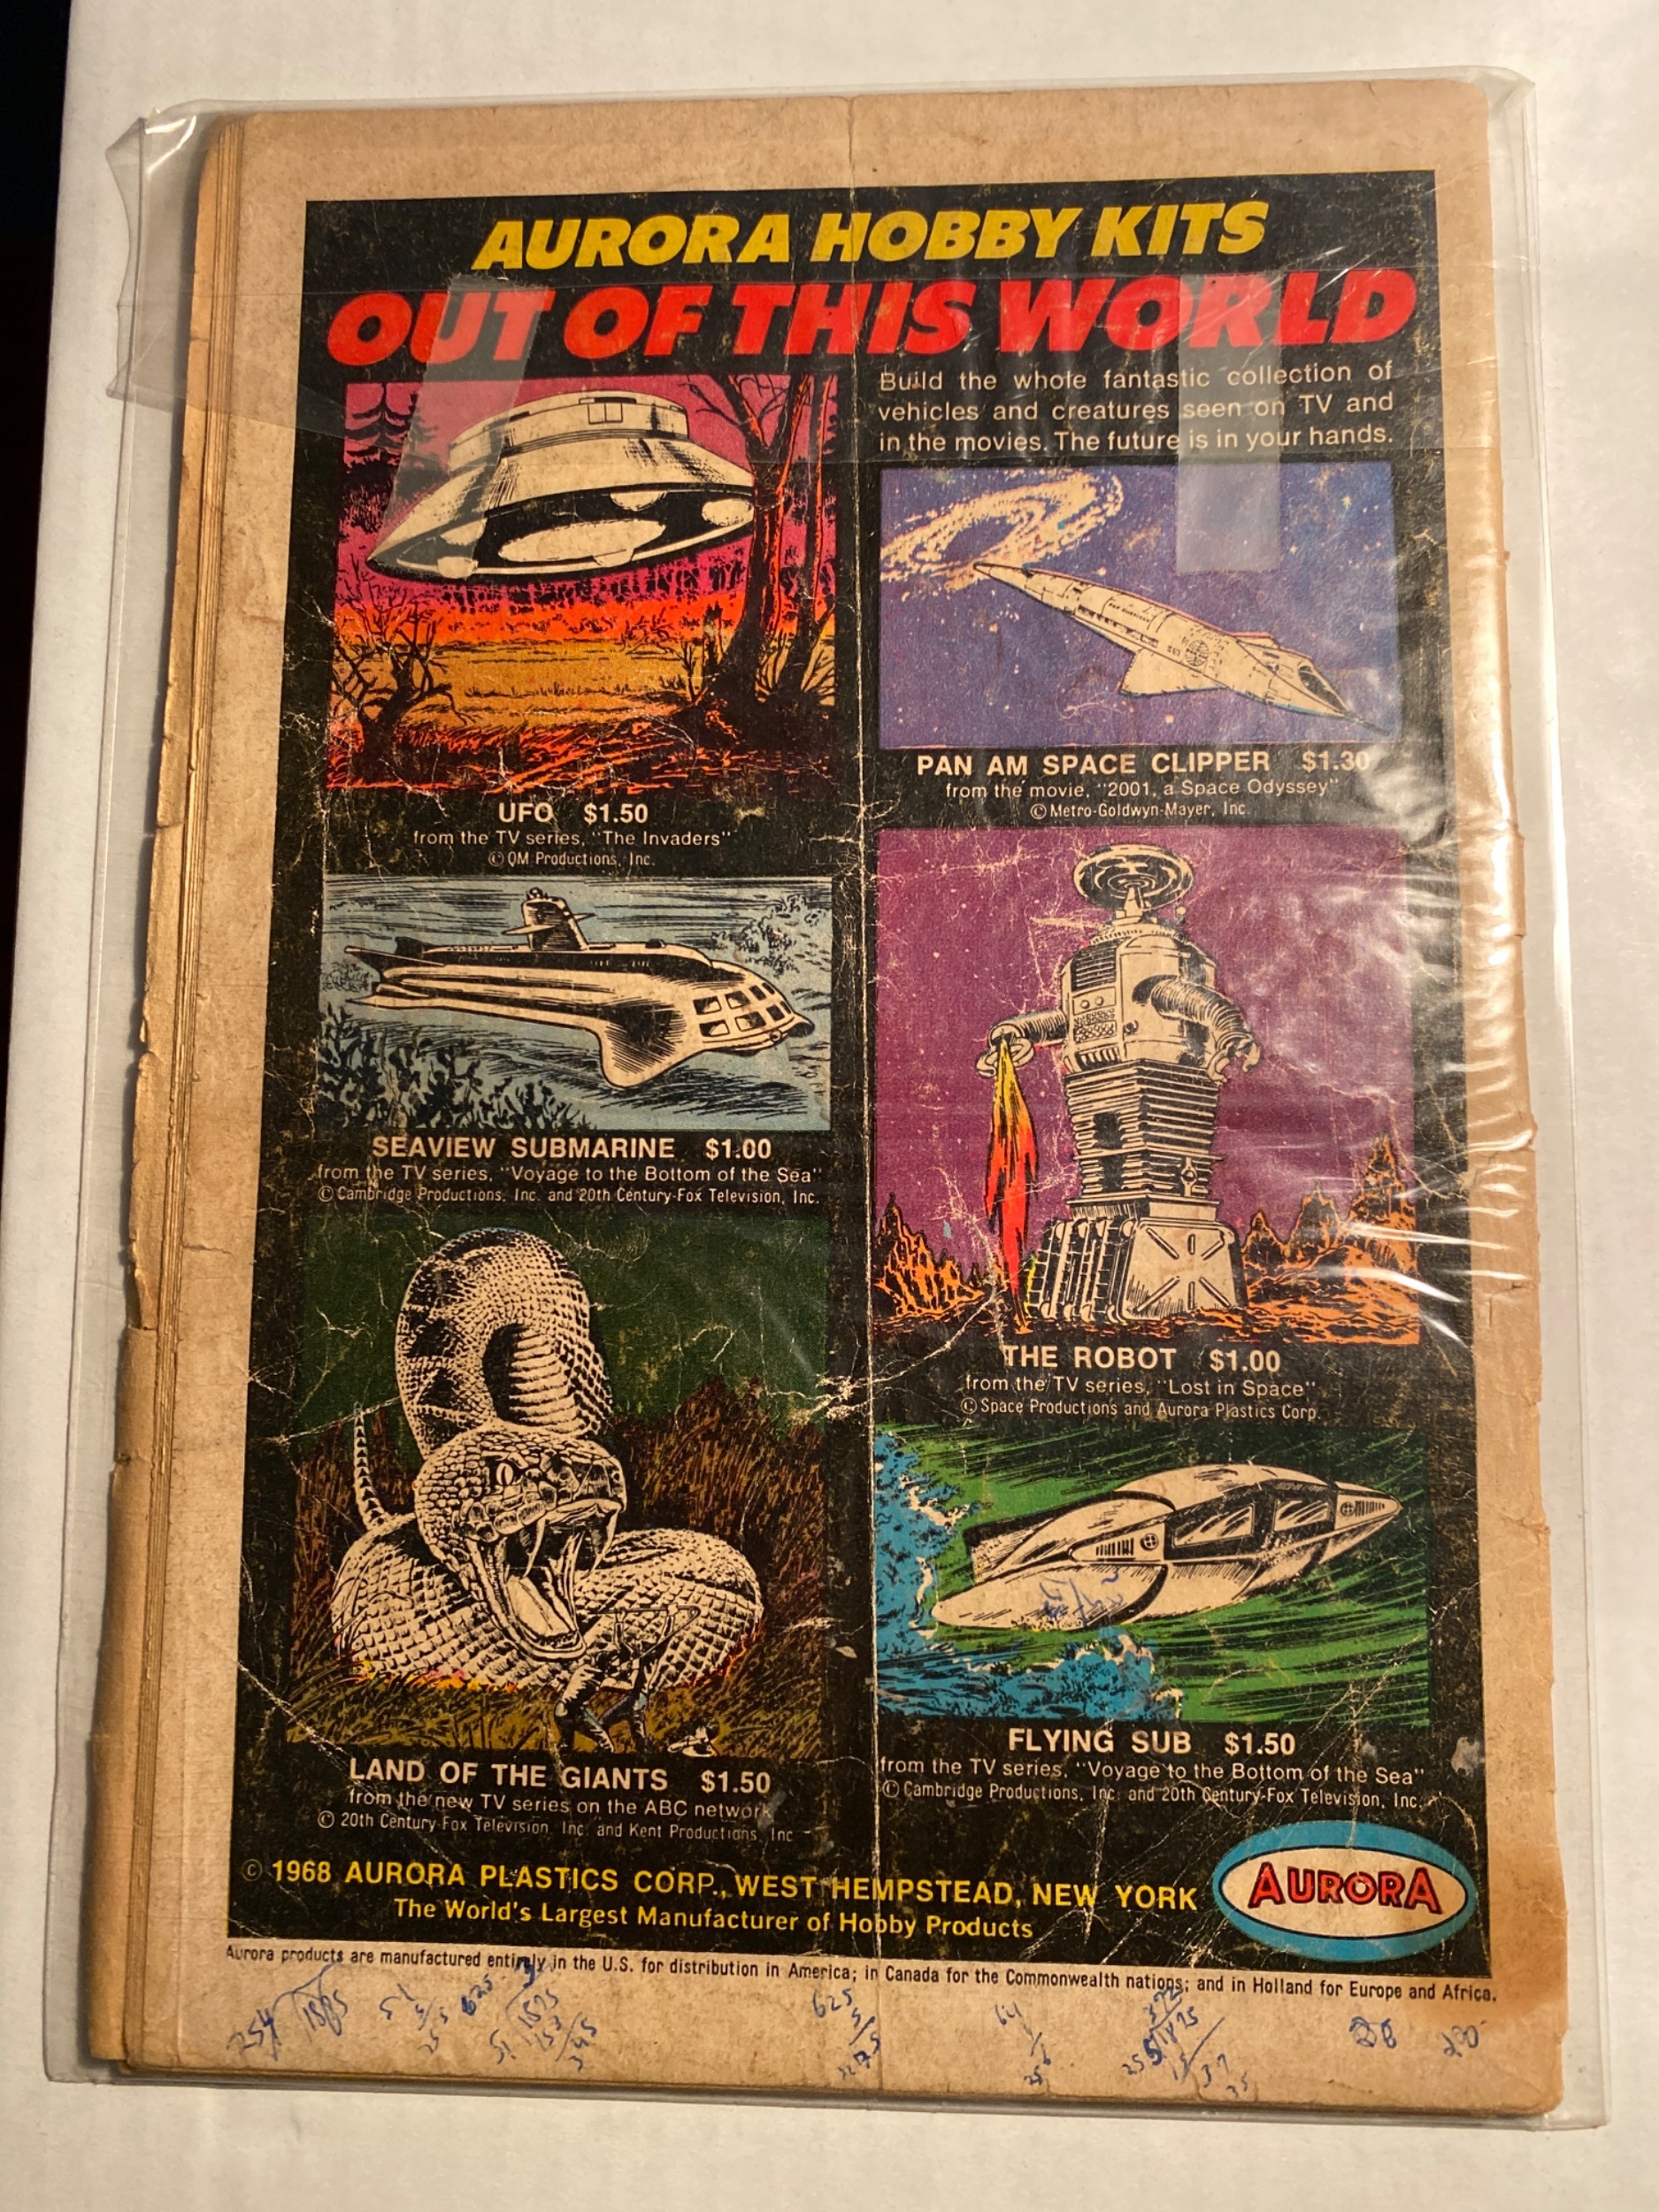 AURORA HOBBY KITS
OUT OF THIS WORLD
Build the whole fantastic collection of
vehicles and creatures seen on TV and
in the movies. The future is in your hands.
UFO $1.50
from the TV series, "The Invaders"
© QM Productions, Inc.
PAN AM SPACE CLIPPER $1.30
from the movie, "2001, a Space Odyssey"
© Metro-Goldwyn-Mayer, Inc.
SEAVIEW SUBMARINE $1.00
from the TV series, "Voyage to the Bottom of the Sea"
© Cambridge Productions, Inc. and 20th Century-Fox Television, Inc.
THE ROBOT $1.00
from the TV series, "Lost in Space"
© Space Productions and Aurora Plastics Corp.
LAND OF THE GIANTS $1.50
from the new TV series on the ABC network
© 20th Century-Fox Television, Inc. and Kent Productions, Inc
FLYING SUB $1.50
from the TV series, "Voyage to the Bottom of the Sea"
© Cambridge Productions, Inc. and 20th Century-Fox Television, Inc.
© 1968 AURORA PLASTICS CORP., WEST HEMPSTEAD, NEW YORK
The World's Largest Manufacturer of Hobby Products
AURORA
Aurora products are manufactured entirely in the U.S. for distribution in America; in Canada for the Commonwealth nations; and in Holland for Europe and Africa.
254 1885 51 625 625